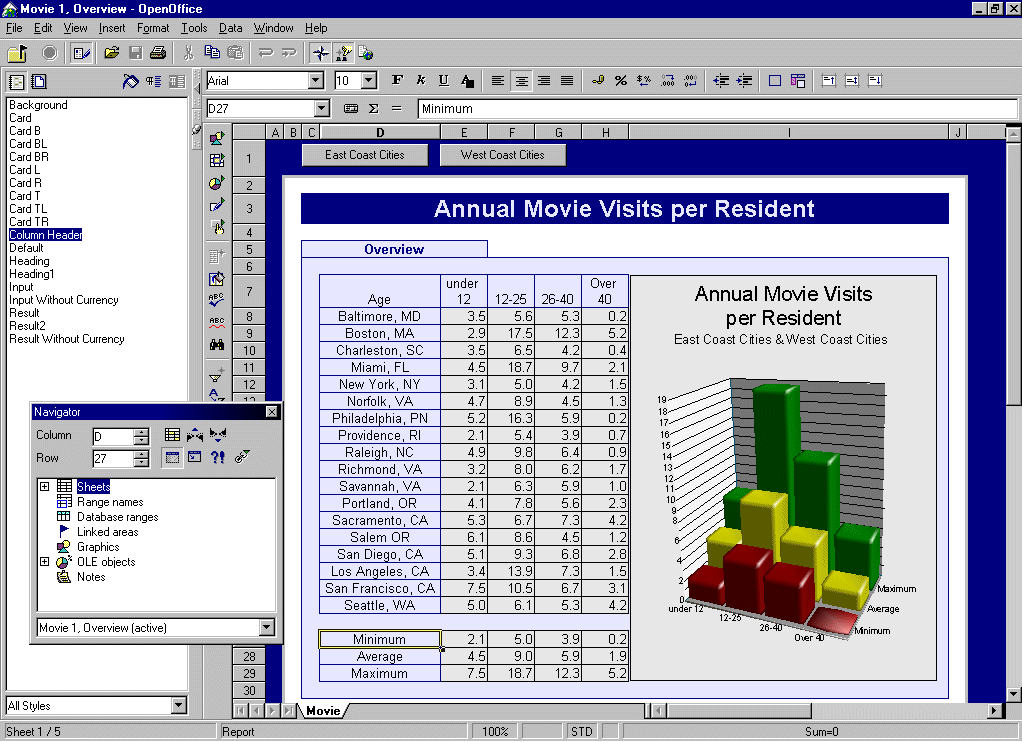 Movie 1, Overview - OpenOffice
File Edit View Insert Format Tools Data Window Help
Arial 10
D27 Minimum
Background
Card
Card B
Card BL
Card BR
Card L
Card R
Card T
Card TL
Card TR
Column Header
Default
Heading
Heading1
Input
Input Without Currency
Result
Result2
Result Without Currency
A B C D E F G H I J
1
East Coast Cities West Coast Cities
2
3
Annual Movie Visits per Resident
4
5
Overview
6
7
Age under 12 12-25 26-40 Over 40
8 Baltimore, MD 3.5 5.6 5.3 0.2
9 Boston, MA 2.9 17.5 12.3 5.2
10 Charleston, SC 3.5 6.5 4.2 0.4
11 Miami, FL 4.5 18.7 9.7 2.1
12 New York, NY 3.1 5.0 4.2 1.5
Norfolk, VA 4.7 8.9 4.5 1.3
Philadelphia, PN 5.2 16.3 5.9 0.2
Providence, RI 2.1 5.4 3.9 0.7
Raleigh, NC 4.9 9.8 6.4 0.9
Richmond, VA 3.2 8.0 6.2 1.7
Savannah, VA 2.1 6.3 5.9 1.0
Portland, OR 4.1 7.8 5.6 2.3
Sacramento, CA 5.3 6.7 7.3 4.2
Salem OR 6.1 8.6 4.5 1.2
San Diego, CA 5.1 9.3 6.8 2.8
Los Angeles, CA 3.4 13.9 7.3 1.5
San Francisco, CA 7.5 10.5 6.7 3.1
Seattle, WA 5.0 6.1 5.3 4.2
Minimum 2.1 5.0 3.9 0.2
28 Average 4.5 9.0 5.9 1.9
29 Maximum 7.5 18.7 12.3 5.2
30
Annual Movie Visits
per Resident
East Coast Cities & West Coast Cities
19
18
17
16
15
14
13
12
11
10
9
8
6
4
2
0
under 12
12-25
26-40
Over 40
Maximum
Average
Minimum
Navigator
Column D
Row 27
Sheets
Range names
Database ranges
Linked areas
Graphics
OLE objects
Notes
Movie 1, Overview (active)
All Styles
Movie
Sheet 1 / 5 Report 100% STD Sum=0